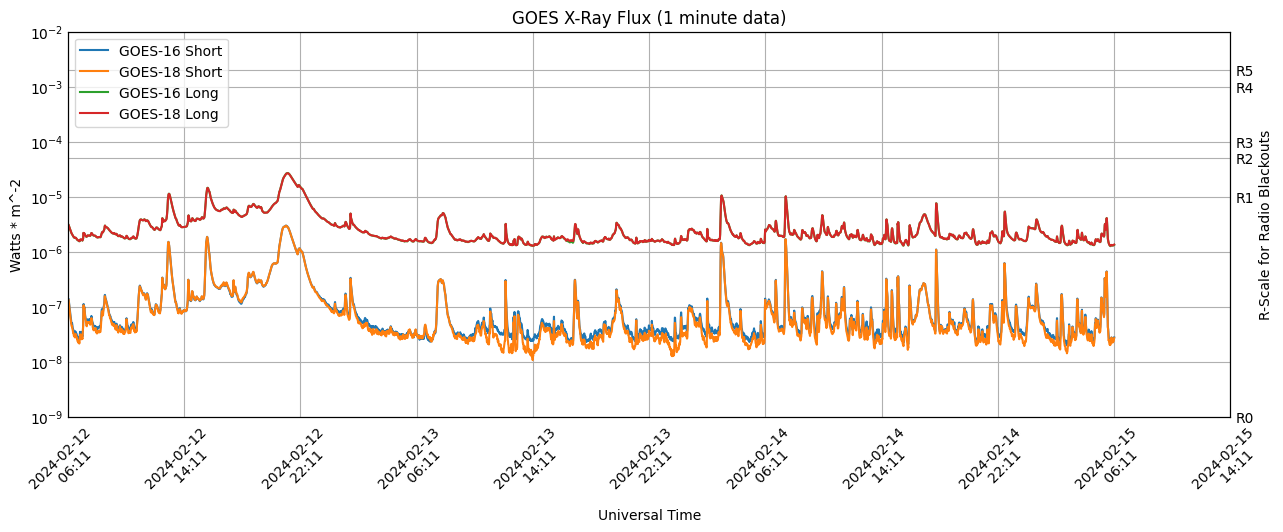 GOES X-Ray Flux (1 minute data)
GOES-16 Short
GOES-18 Short
GOES-16 Long
GOES-18 Long
Watts * m^-2
10^-2
10^-3
10^-4
10^-5
10^-6
10^-7
10^-8
10^-9
R5
R4
R3
R2
R1
R0
R-Scale for Radio Blackouts
2024-02-12
06:11
2024-02-12
14:11
2024-02-12
22:11
2024-02-13
06:11
2024-02-13
14:11
2024-02-13
22:11
2024-02-14
06:11
2024-02-14
14:11
2024-02-14
22:11
2024-02-15
06:11
2024-02-15
14:11
Universal Time